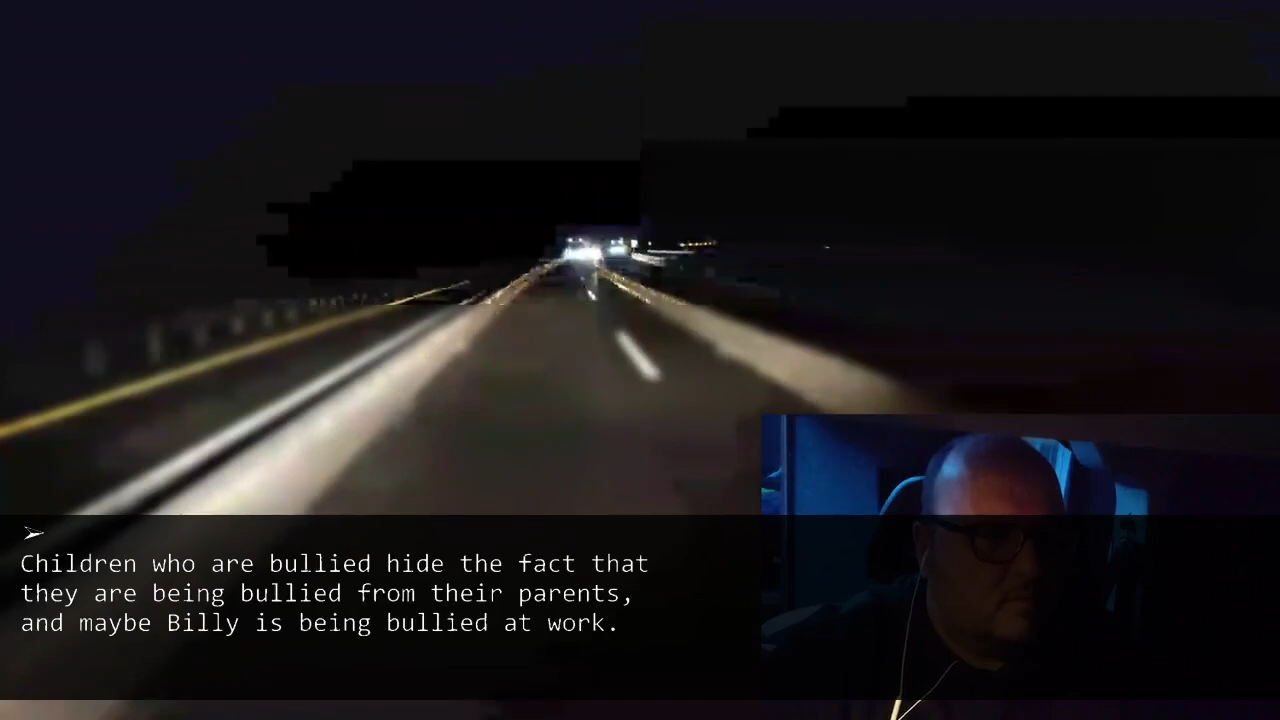 Children who are bullied hide the fact that
they are being bullied from their parents,
and maybe Billy is being bullied at work.